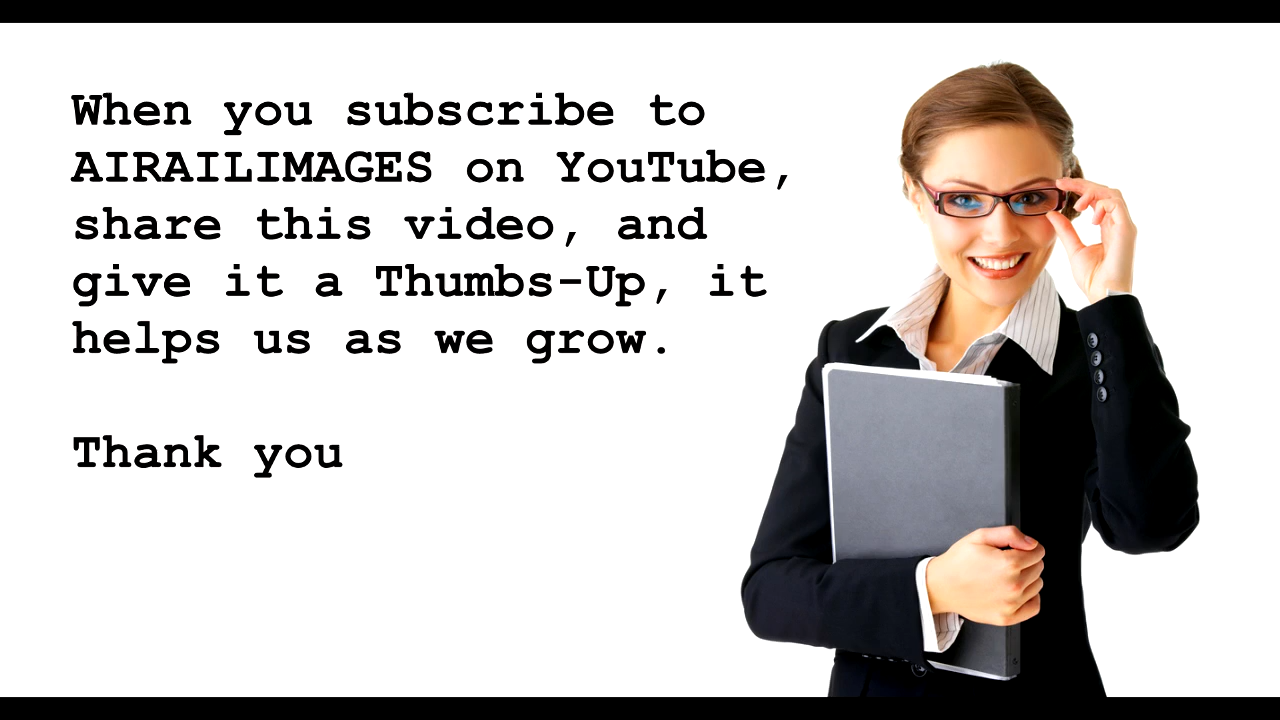 When you subscribe to
AIRAILIMAGES on YouTube,
share this video, and
give it a Thumbs-Up, it
helps us as we grow.
Thank you